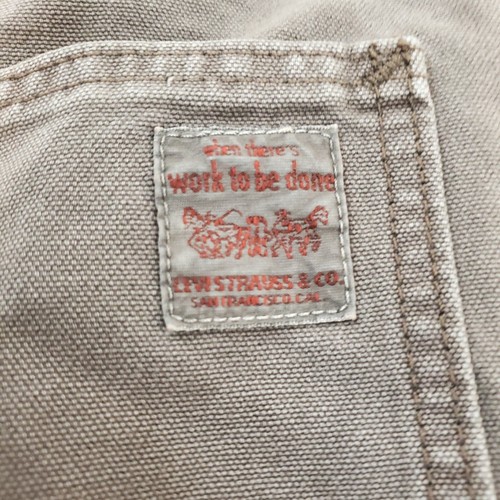 when there's
work to be done
LEVI STRAUSS & CO.
SAN FRANCISCO, CAL.